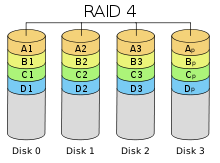 RAID 4
A1 A2 A3 Ap
B1 B2 B3 Bp
C1 C2 C3 Cp
D1 D2 D3 Dp
Disk 0 Disk 1 Disk 2 Disk 3